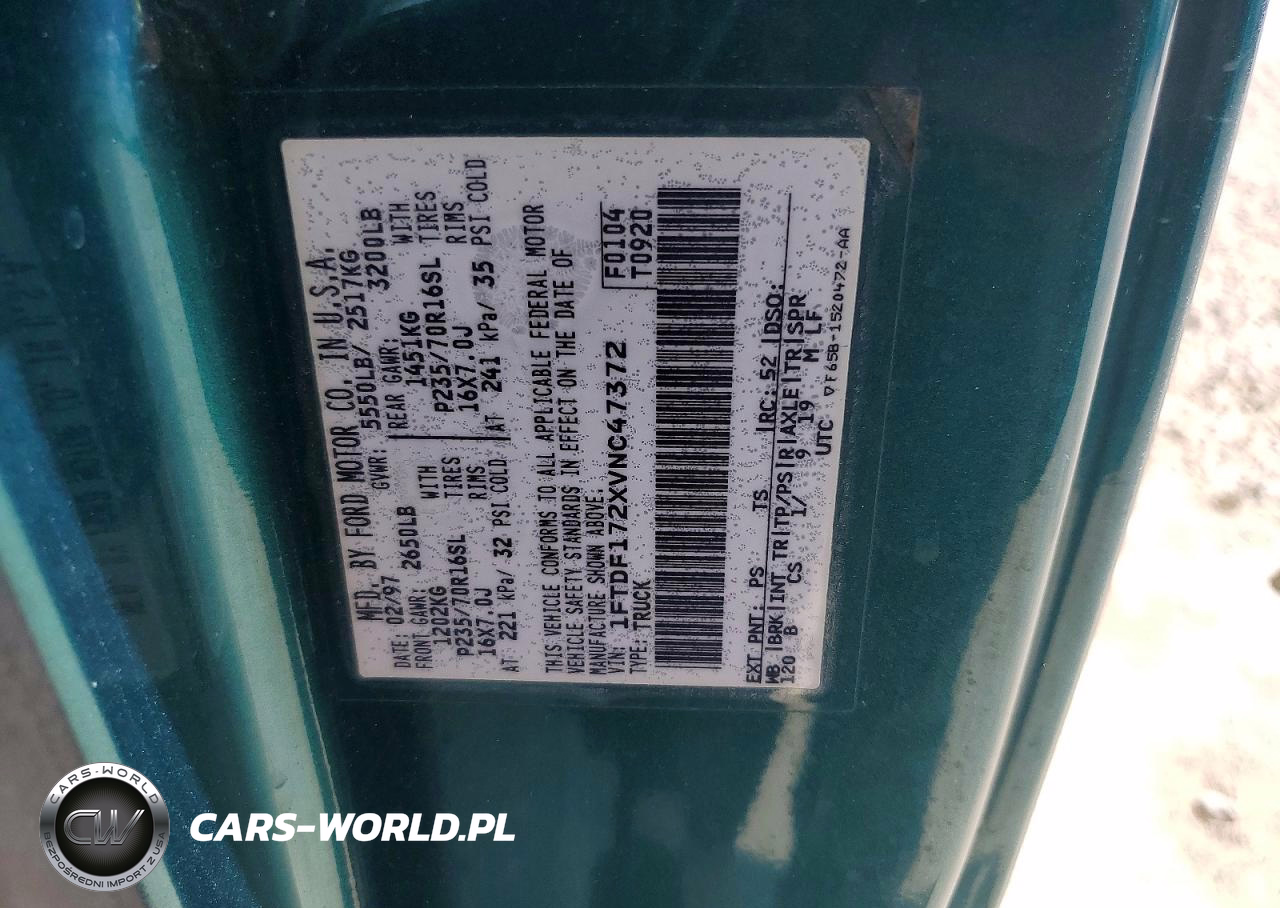 MFD. BY FORD MOTOR CO. IN U.S.A.
DATE: 02/97 GVWR: 5550LB/ 2517KG
FRONT GAWR: 2650LB REAR GAWR: 3200LB
1202KG WITH 1451KG WITH
P235/70R16SL TIRES P235/70R16SL TIRES
16X7.0J RIMS 16X7.0J RIMS
AT 221 kPa/ 32 PSI COLD AT 241 kPa/ 35 PSI COLD
THIS VEHICLE CONFORMS TO ALL APPLICABLE FEDERAL MOTOR
VEHICLE SAFETY STANDARDS IN EFFECT ON THE DATE OF
MANUFACTURE SHOWN ABOVE.
VIN: 1FTDF172XVNC47372 F0104
TYPE: TRUCK T0920
EXT PNT: PS TS |RC: 52 |DSO:
WB |BRK|INT TR|TP/PS|R|AXLE|TR|SPR
120 B CS 1/ 9 19 M LF
UTC ▽F65B-1520472-AA
CARS-WORLD
CW
BEZPOŚREDNI IMPORT Z USA
CARS-WORLD.PL